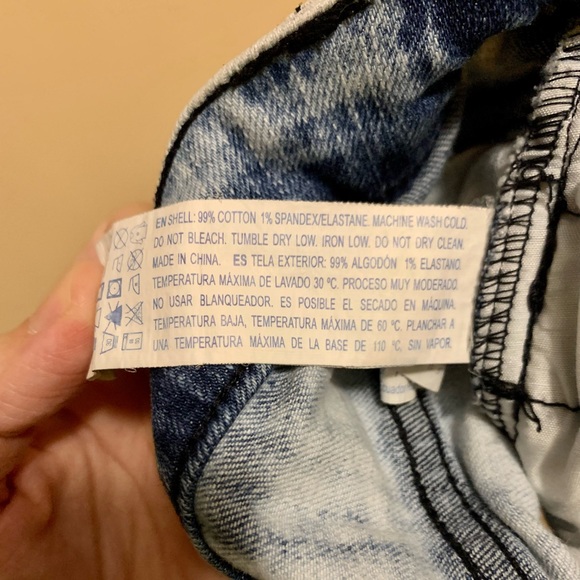 EN SHELL: 99% COTTON 1% SPANDEX/ELASTANE. MACHINE WASH COLD.
DO NOT BLEACH. TUMBLE DRY LOW. IRON LOW. DO NOT DRY CLEAN.
MADE IN CHINA. ES TELA EXTERIOR: 99% ALGODÓN 1% ELASTANO.
TEMPERATURA MÁXIMA DE LAVADO 30 ºC. PROCESO MUY MODERADO.
NO USAR BLANQUEADOR. ES POSIBLE EL SECADO EN MÁQUINA,
TEMPERATURA BAJA, TEMPERATURA MÁXIMA DE 60 ºC. PLANCHAR A
UNA TEMPERATURA MÁXIMA DE LA BASE DE 110 ºC, SIN VAPOR.